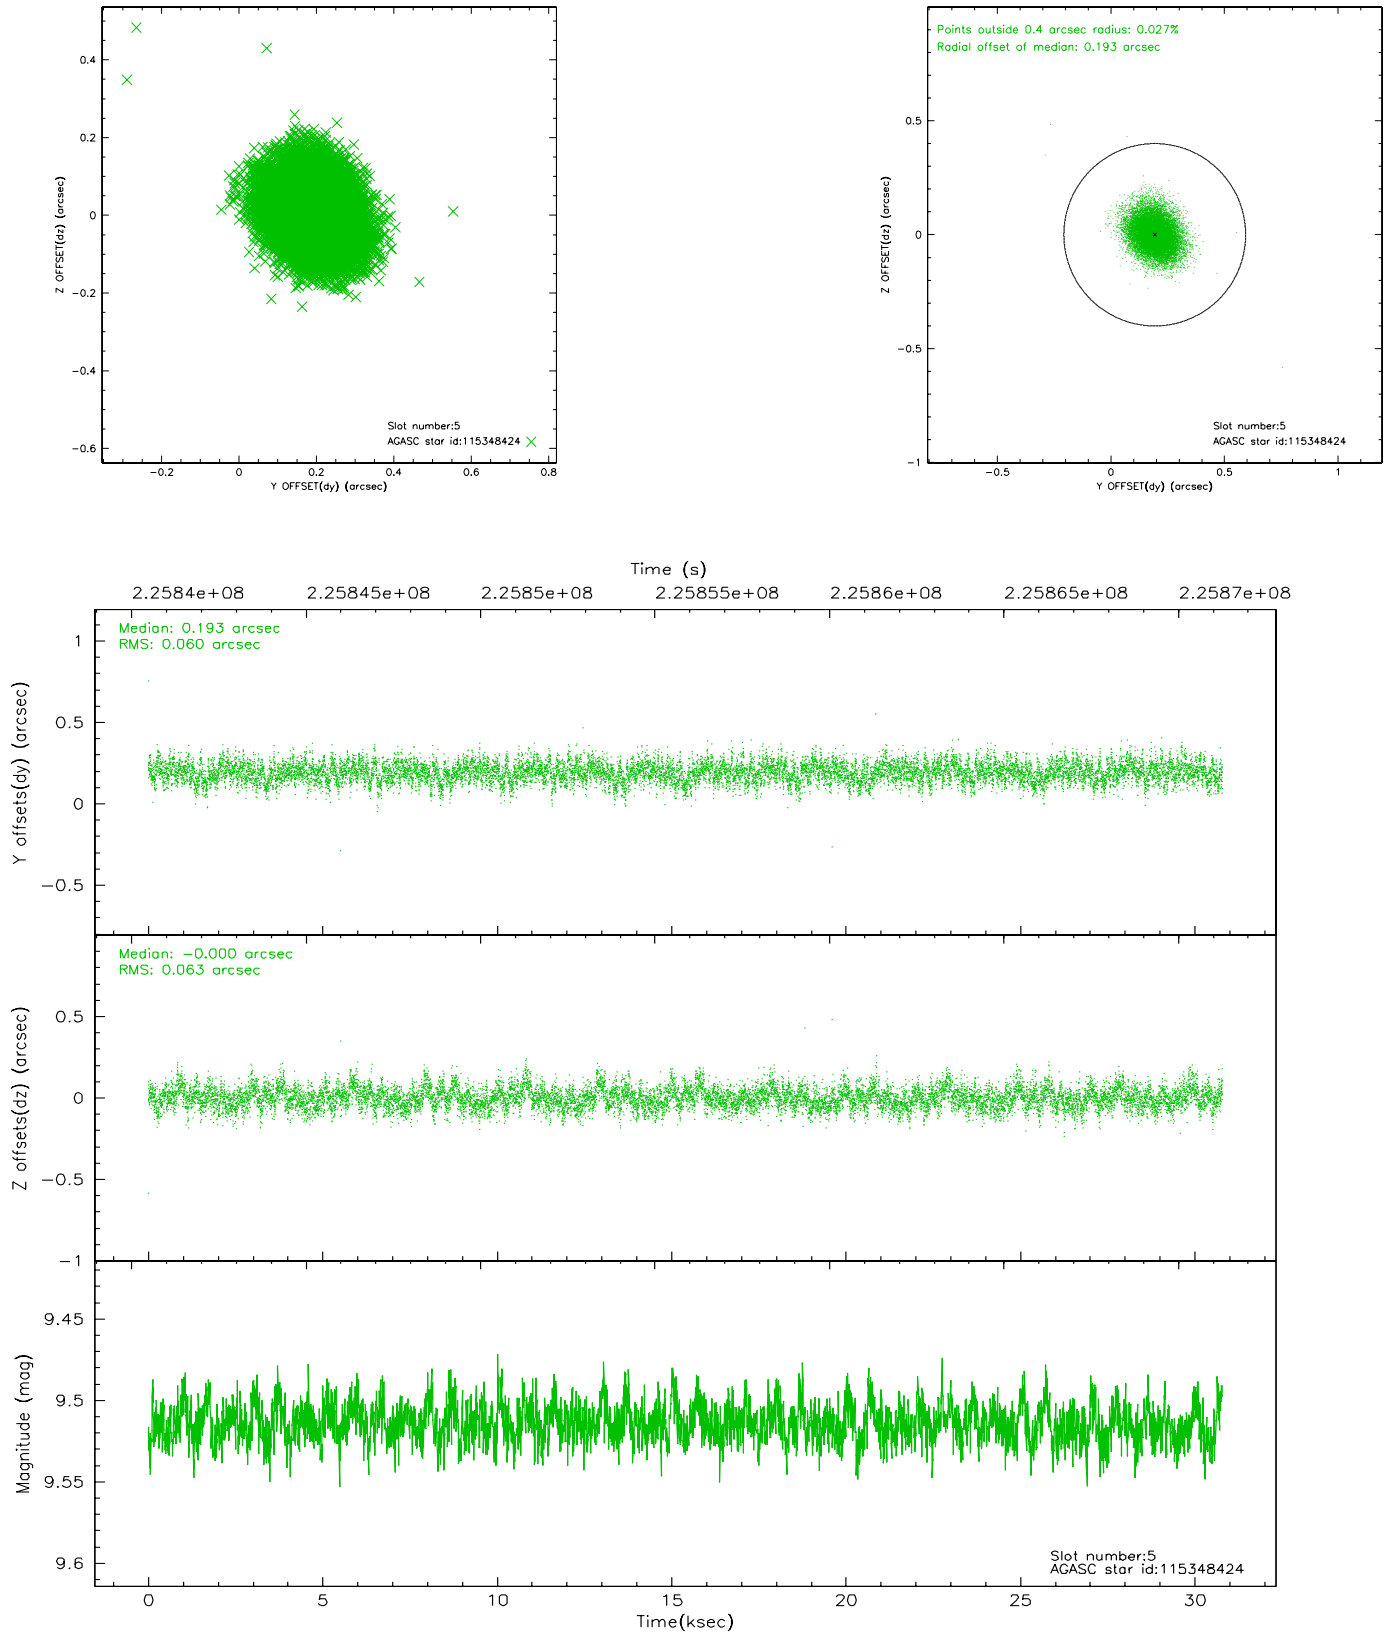 0.4
0.2
0
−0.2
−0.4
−0.6
Z OFFSET(dz) (arcsec)
Slot number:5
AGASC star id:115348424
−0.2 0 0.2 0.4 0.6 0.8
Y OFFSET(dy) (arcsec)
Points outside 0.4 arcsec radius: 0.027%
Radial offset of median: 0.193 arcsec
0.5
0
−0.5
−1
Z OFFSET(dz) (arcsec)
Slot number:5
AGASC star id:115348424
−0.5 0 0.5 1
Y OFFSET(dy) (arcsec)
Time (s)
2.2584e+08 2.25845e+08 2.2585e+08 2.25855e+08 2.2586e+08 2.25865e+08 2.2587e+08
Median: 0.193 arcsec
RMS: 0.060 arcsec
1
0.5
0
−0.5
Y offsets(dy) (arcsec)
Median: −0.000 arcsec
RMS: 0.063 arcsec
0.5
0
−0.5
−1
Z offsets(dz) (arcsec)
9.45
9.5
9.55
9.6
Magnitude (mag)
Slot number:5
AGASC star id:115348424
0 5 10 15 20 25 30
Time(ksec)